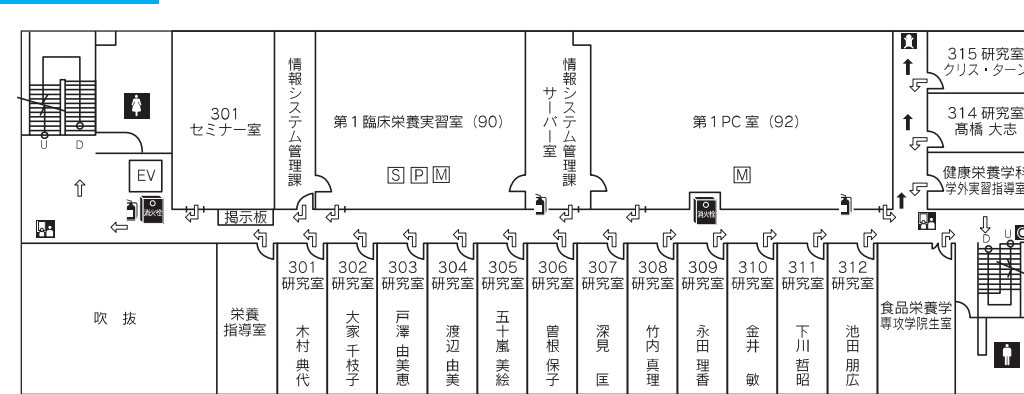 301
セミナー室
情報システム管理課
第1臨床栄養実習室（90）
S P M
情報システム管理課
サーバー室
第1PC室（92）
M
315 研究室
クリス・ターン
314 研究室
髙橋 大志
健康栄養学科
学外実習指導室
U D
EV
消火栓
掲示板
消火栓
D U
吹 抜
栄養
指導室
301
研究室
木村 典代
302
研究室
大家 千枝子
303
研究室
戸澤 由美恵
304
研究室
渡辺 由美
305
研究室
五十嵐 美絵
306
研究室
曽根 保子
307
研究室
深見 匡
308
研究室
竹内 真理
309
研究室
永田 理香
310
研究室
金井 敏
311
研究室
下川 哲昭
312
研究室
池田 朋広
食品栄養学
専攻学院生室